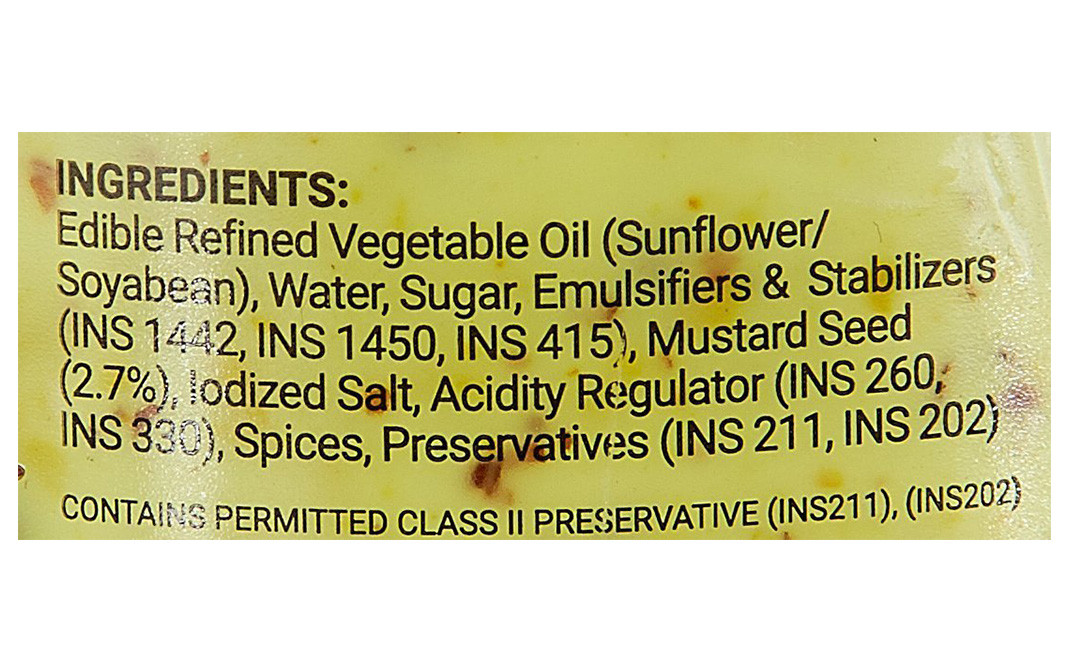 INGREDIENTS:
Edible Refined Vegetable Oil (Sunflower/
Soyabean), Water, Sugar, Emulsifiers & Stabilizers
(INS 1442, INS 1450, INS 415), Mustard Seed
(2.7%), Iodized Salt, Acidity Regulator (INS 260,
INS 330), Spices, Preservatives (INS 211, INS 202)
CONTAINS PERMITTED CLASS II PRESERVATIVE (INS211), (INS202)